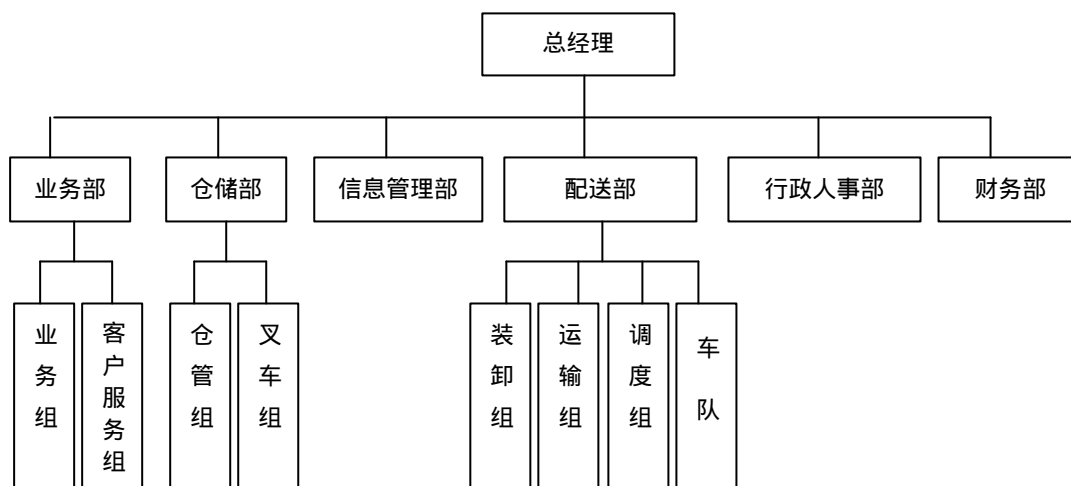 总经理
业务部
仓储部
信息管理部
配送部
行政人事部
财务部
业务组
客户服务组
仓管组
叉车组
装卸组
运输组
调度组
车队